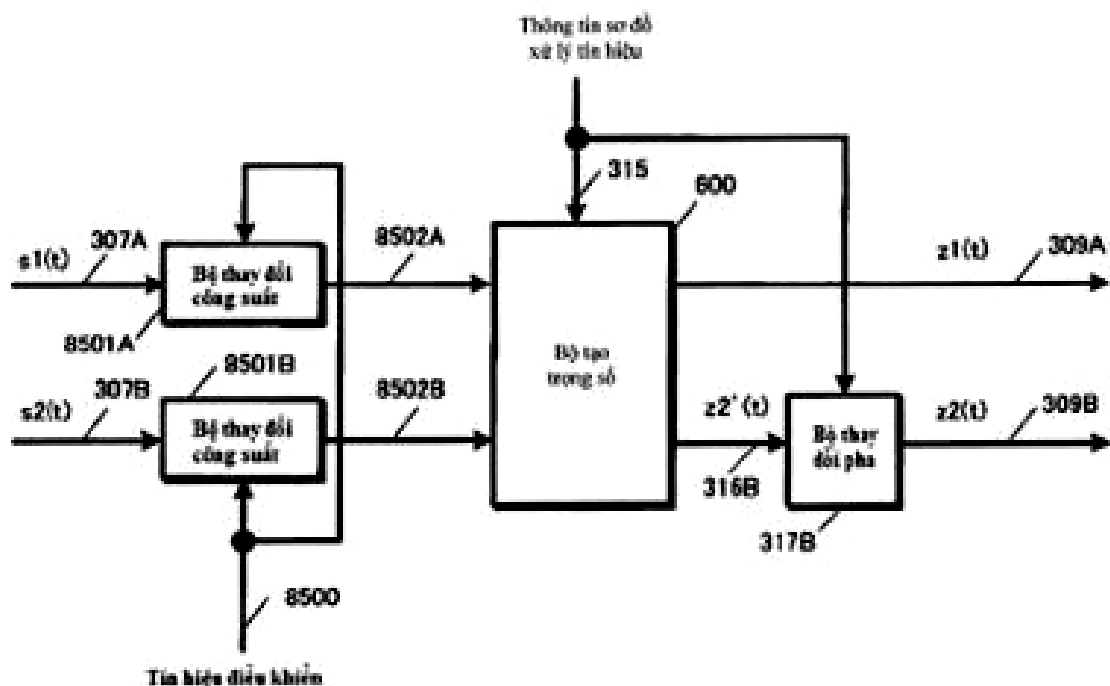 Thông tin sơ đồ
xử lý tín hiệu
315
600
s1(t)
307A
Bộ thay đổi
công suất
8501A
8502A
z1(t)
309A
8501B
s2(t)
307B
Bộ thay đổi
công suất
8502B
Bộ tạo
trọng số
z2'(t)
316B
Bộ thay
đổi pha
317B
z2(t)
309B
8500
Tín hiệu điều khiển